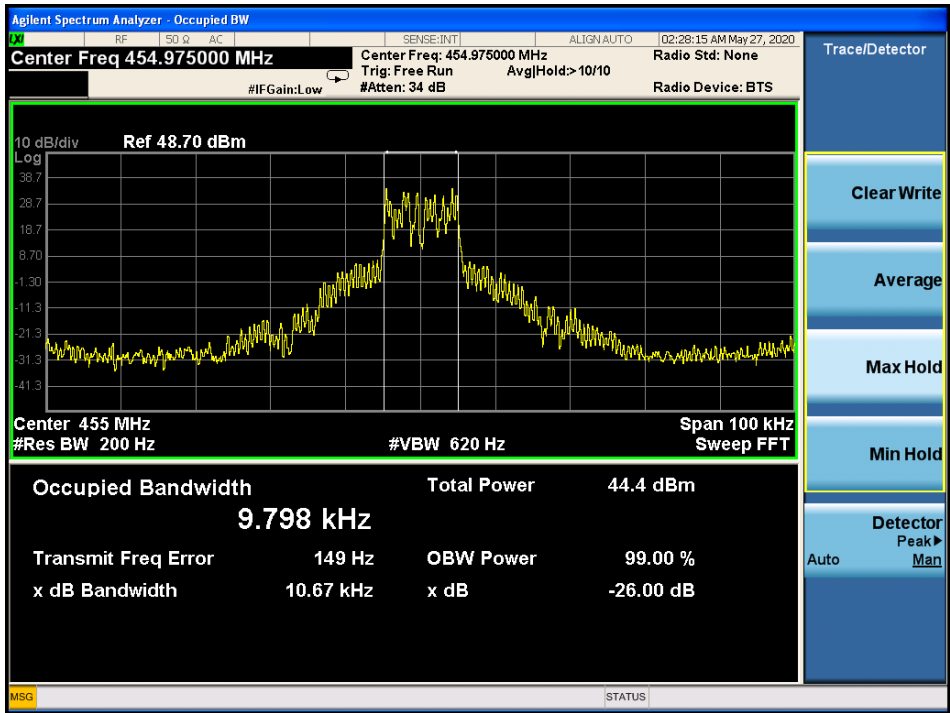 Agilent Spectrum Analyzer - Occupied BW
LXI RF 50 Ω AC SENSE:INT ALIGN AUTO 02:28:15 AM May 27, 2020
Center Freq 454.975000 MHz
Center Freq: 454.975000 MHz Radio Std: None
Trig: Free Run Avg|Hold:> 10/10
#IFGain:Low #Atten: 34 dB Radio Device: BTS
Trace/Detector
10 dB/div Ref 48.70 dBm
Log
38.7
28.7
18.7
8.70
-1.30
-11.3
-21.3
-31.3
-41.3
Center 455 MHz Span 100 kHz
#Res BW 200 Hz #VBW 620 Hz Sweep FFT
Occupied Bandwidth Total Power 44.4 dBm
9.798 kHz
Transmit Freq Error 149 Hz OBW Power 99.00 %
x dB Bandwidth 10.67 kHz x dB -26.00 dB
Clear Write
Average
Max Hold
Min Hold
Detector
Peak▶
Auto Man
MSG STATUS